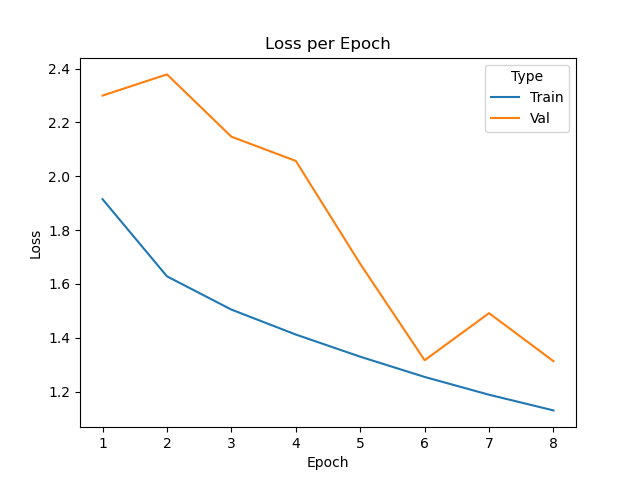 Loss per Epoch
Type
Train
Val
Loss
2.4
2.2
2.0
1.8
1.6
1.4
1.2
1 2 3 4 5 6 7 8
Epoch